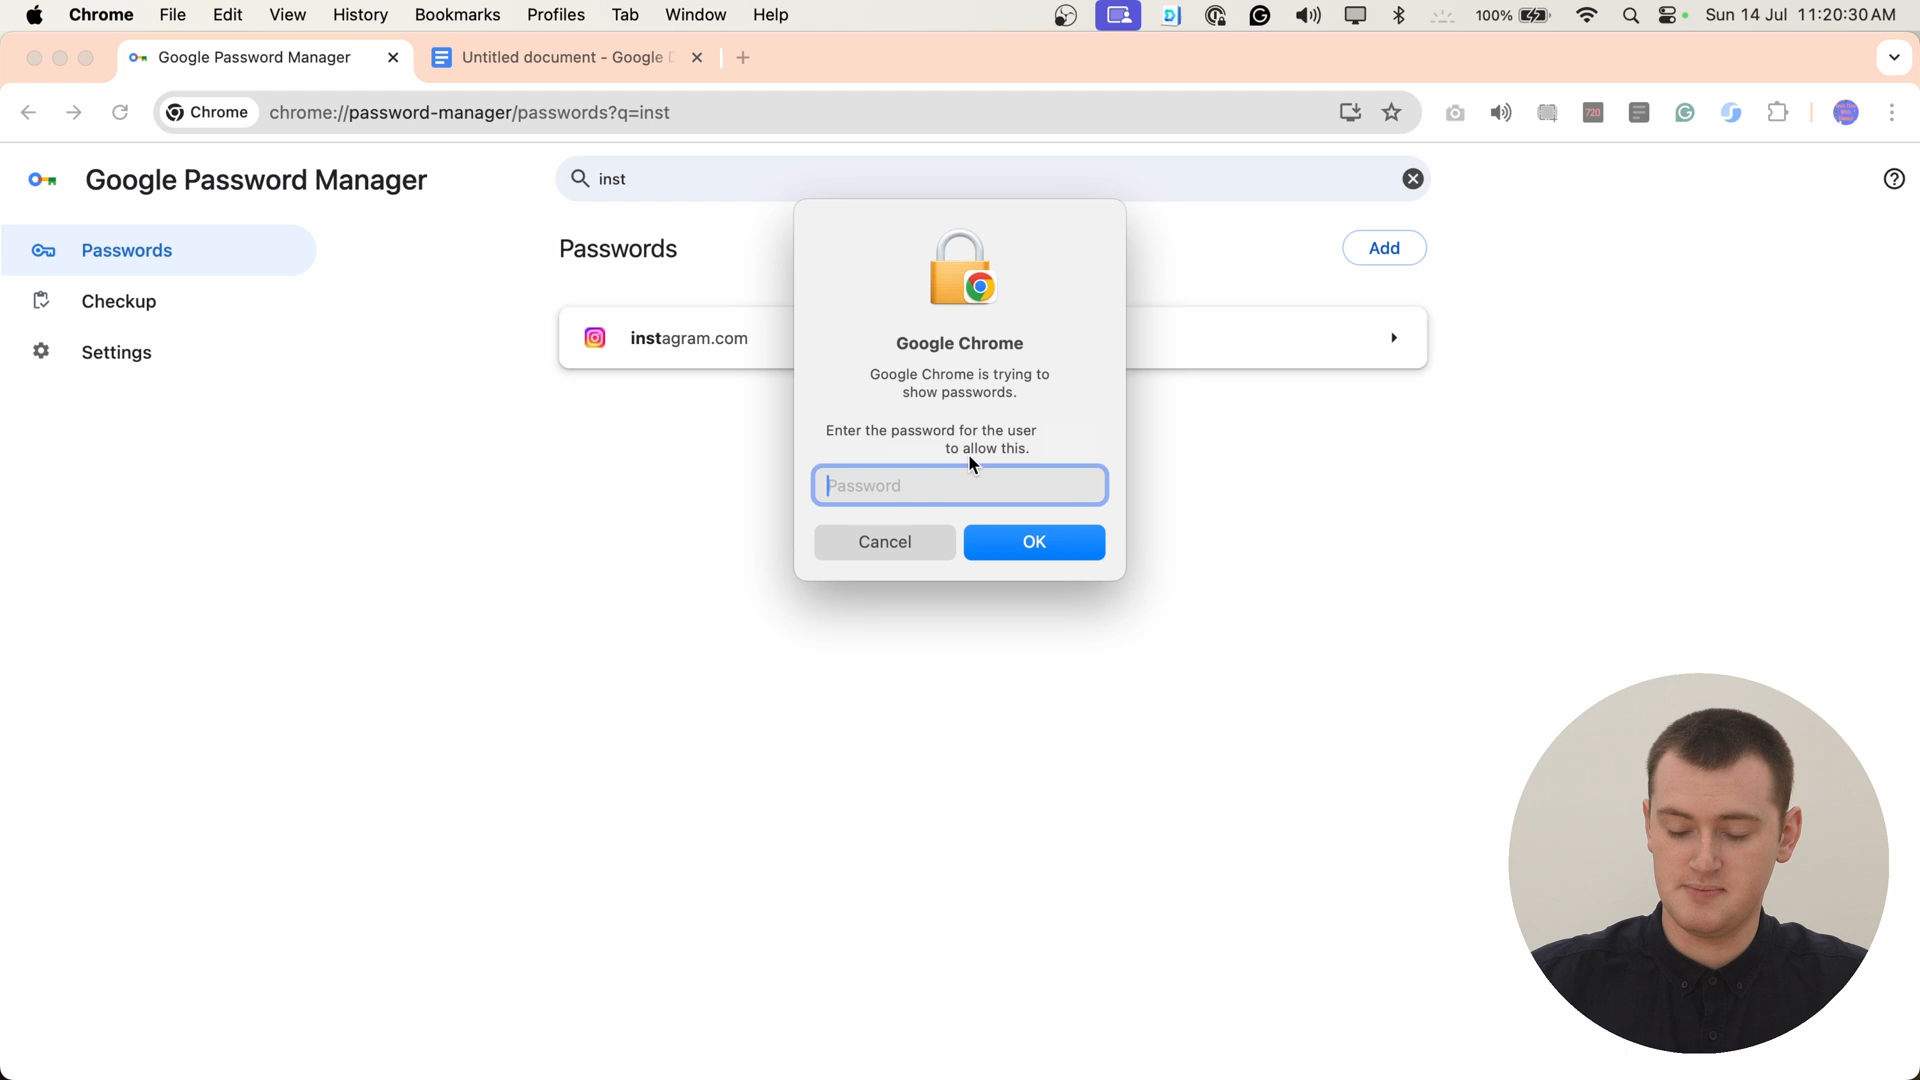 Chrome File Edit View History Bookmarks Profiles Tab Window Help 100% Sun 14 Jul 11:20:30 AM
Google Password Manager Untitled document - Google
Chrome chrome://password-manager/passwords?q=inst 720
Google Password Manager
inst
Passwords
Checkup
Settings
Passwords
Add
instagram.com
Google Chrome
Google Chrome is trying to
show passwords.
Enter the password for the user
to allow this.
Password
Cancel
OK